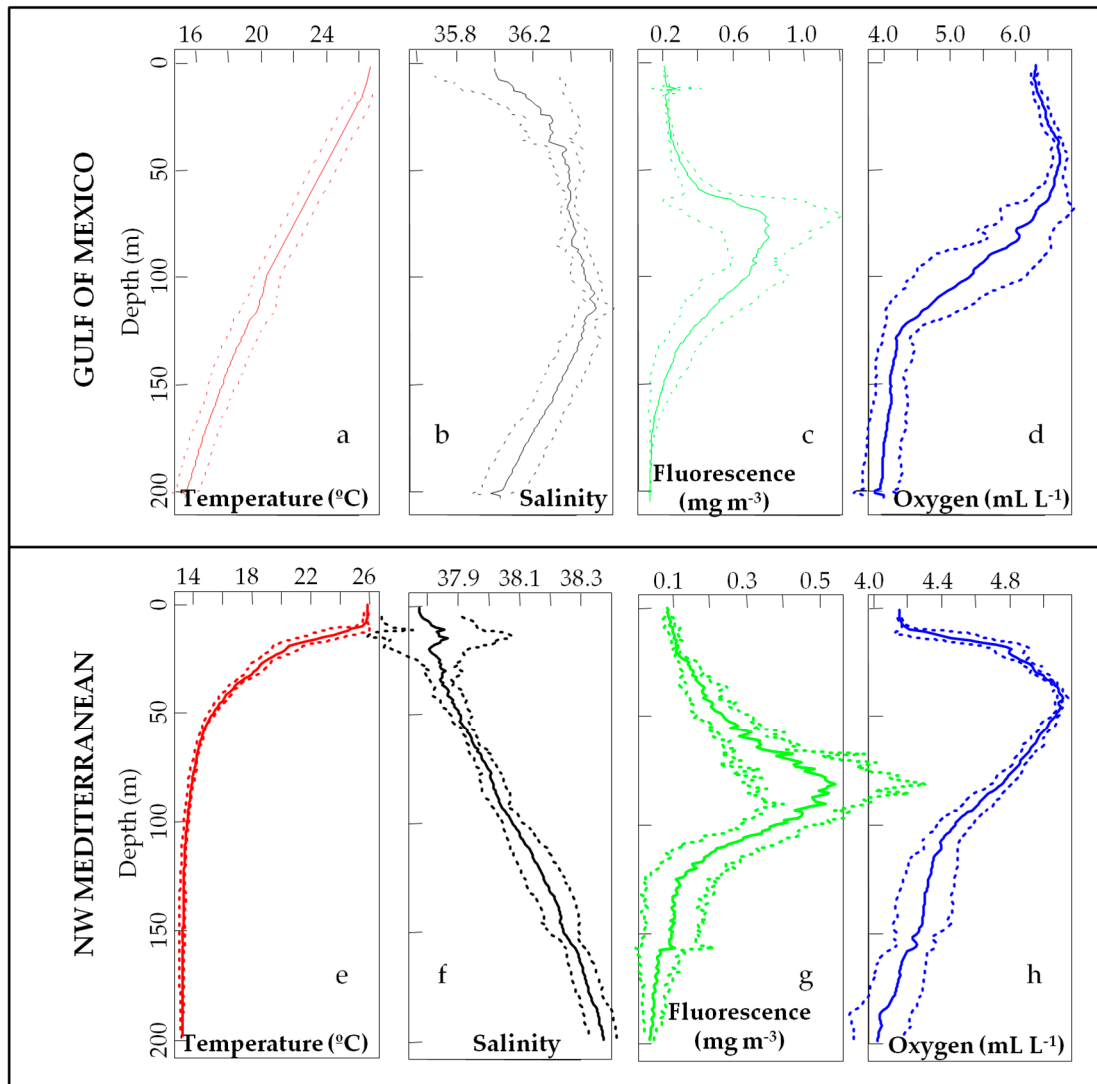 16 20 24
35.8 36.2
0.2 0.6 1.0
4.0 5.0 6.0
GULF OF MEXICO
Depth (m)
0
50
100
150
200
a
b
c
d
Temperature (ºC)
Salinity
Fluorescence
(mg m-3)
Oxygen (mL L-1)
14 18 22 26
37.9 38.1 38.3
0.1 0.3 0.5
4.0 4.4 4.8
NW MEDITERRANEAN
Depth (m)
0
50
100
150
200
e
f
g
h
Temperature (ºC)
Salinity
Fluorescence
(mg m-3)
Oxygen (mL L-1)